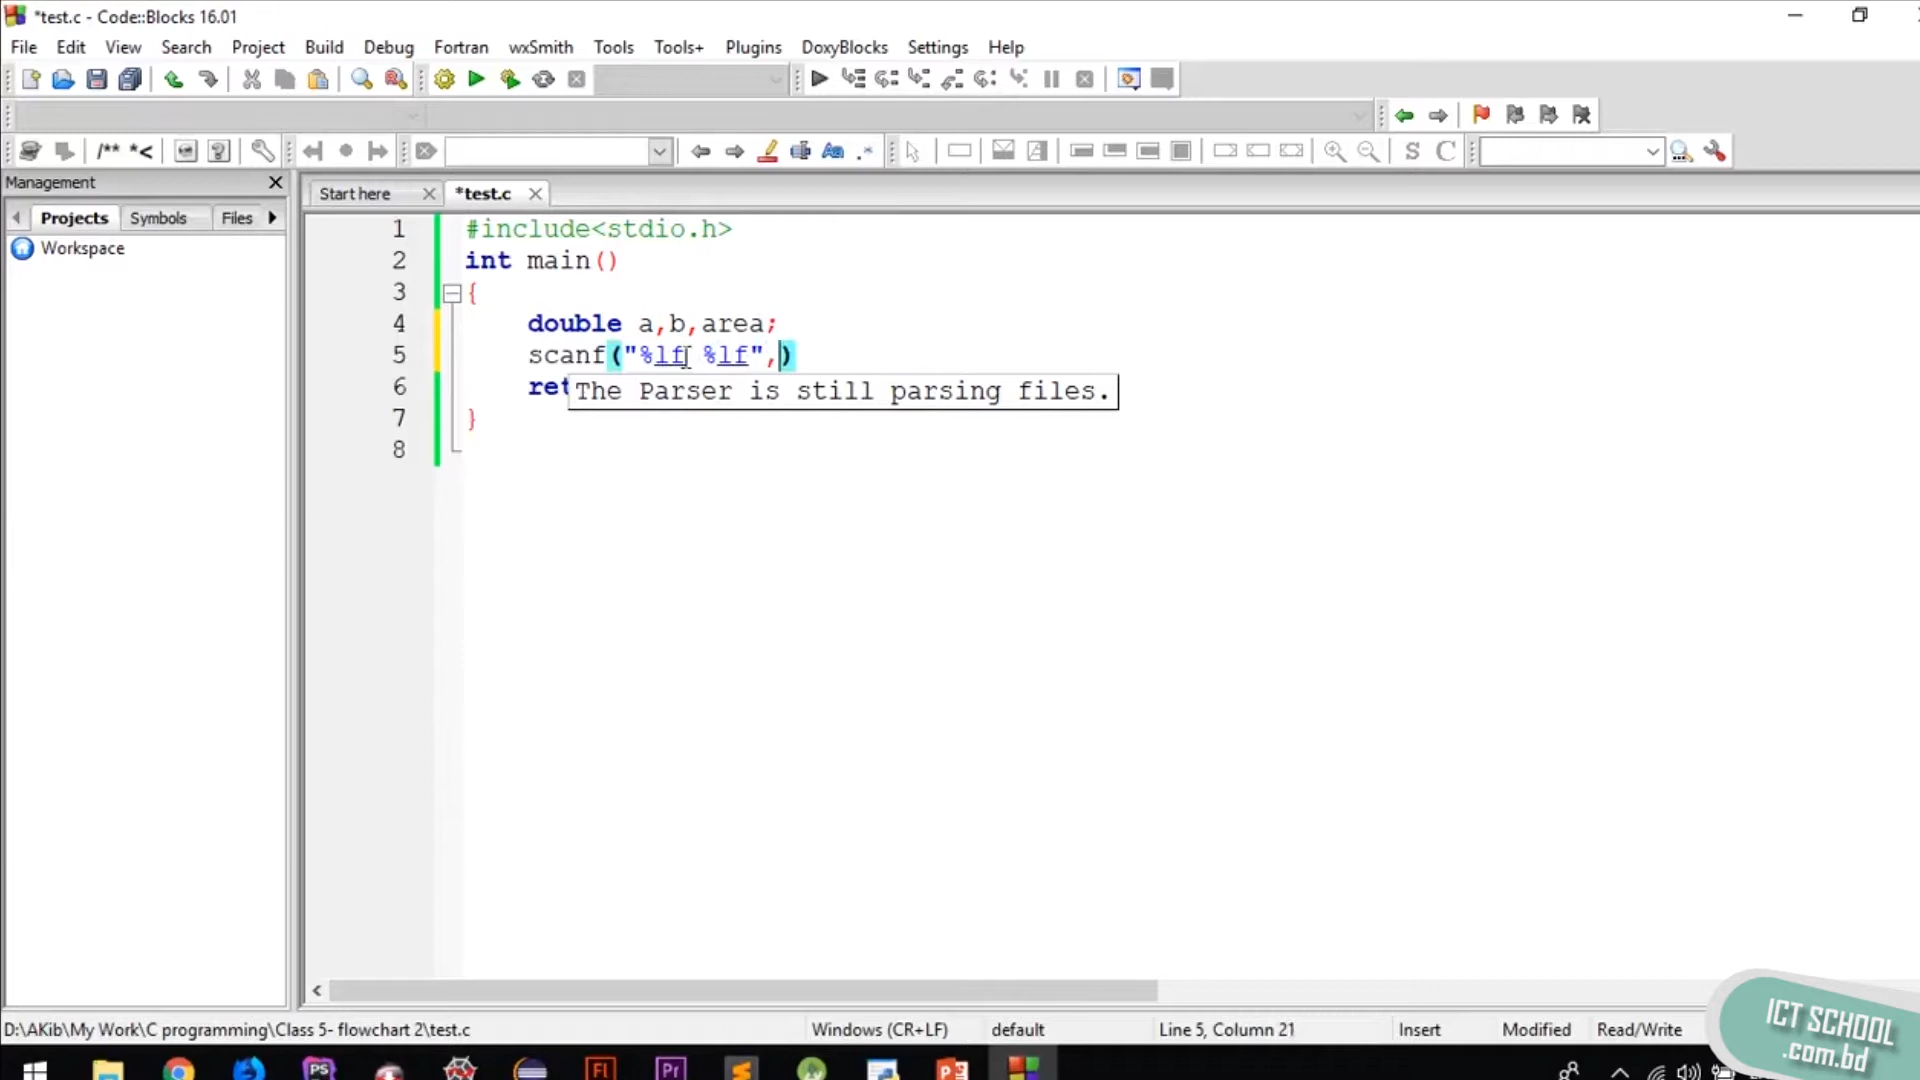 *test.c - Code::Blocks 16.01
File Edit View Search Project Build Debug Fortran wxSmith Tools Tools+ Plugins DoxyBlocks Settings Help
/** *<
S C
Management
Projects Symbols Files
Workspace
Start here *test.c
1 #include<stdio.h>
2 int main()
3 {
4 double a,b,area;
5 scanf("%lf %lf",)
6 ret
The Parser is still parsing files.
7 }
8
D:\AKib\My Work\C programming\Class 5- flowchart 2\test.c Windows (CR+LF) default Line 5, Column 21 Insert Modified Read/Write
ICT SCHOOL
.com.bd
PS Fl Pr